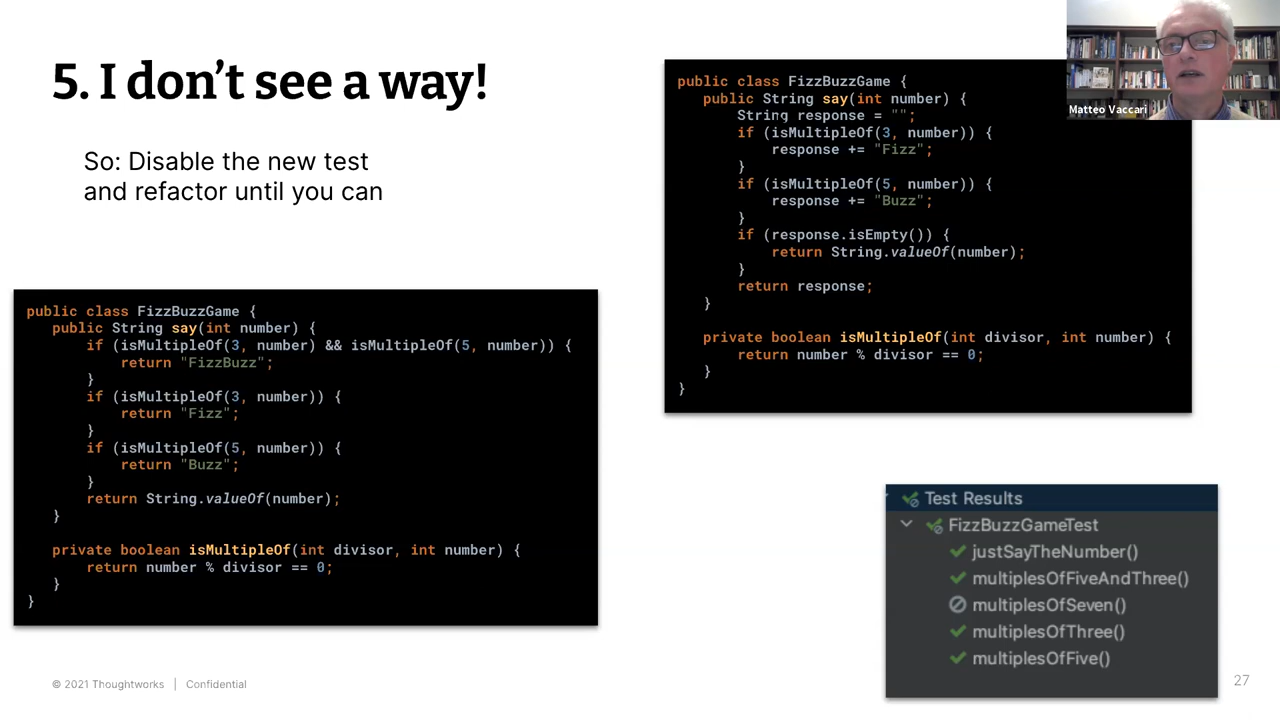 5. I don't see a way!
So: Disable the new test
and refactor until you can
public class FizzBuzzGame {
public String say(int number) {
if (isMultipleOf(3, number) && isMultipleOf(5, number)) {
return "FizzBuzz";
}
if (isMultipleOf(3, number)) {
return "Fizz";
}
if (isMultipleOf(5, number)) {
return "Buzz";
}
return String.valueOf(number);
}
private boolean isMultipleOf(int divisor, int number) {
return number % divisor == 0;
}
}
public class FizzBuzzGame {
public String say(int number) {
String response = "";
if (isMultipleOf(3, number)) {
response += "Fizz";
}
if (isMultipleOf(5, number)) {
response += "Buzz";
}
if (response.isEmpty()) {
return String.valueOf(number);
}
return response;
}
private boolean isMultipleOf(int divisor, int number) {
return number % divisor == 0;
}
}
Matteo Vaccari
Test Results
FizzBuzzGameTest
justSayTheNumber()
multiplesOfFiveAndThree()
multiplesOfSeven()
multiplesOfThree()
multiplesOfFive()
© 2021 Thoughtworks | Confidential
27